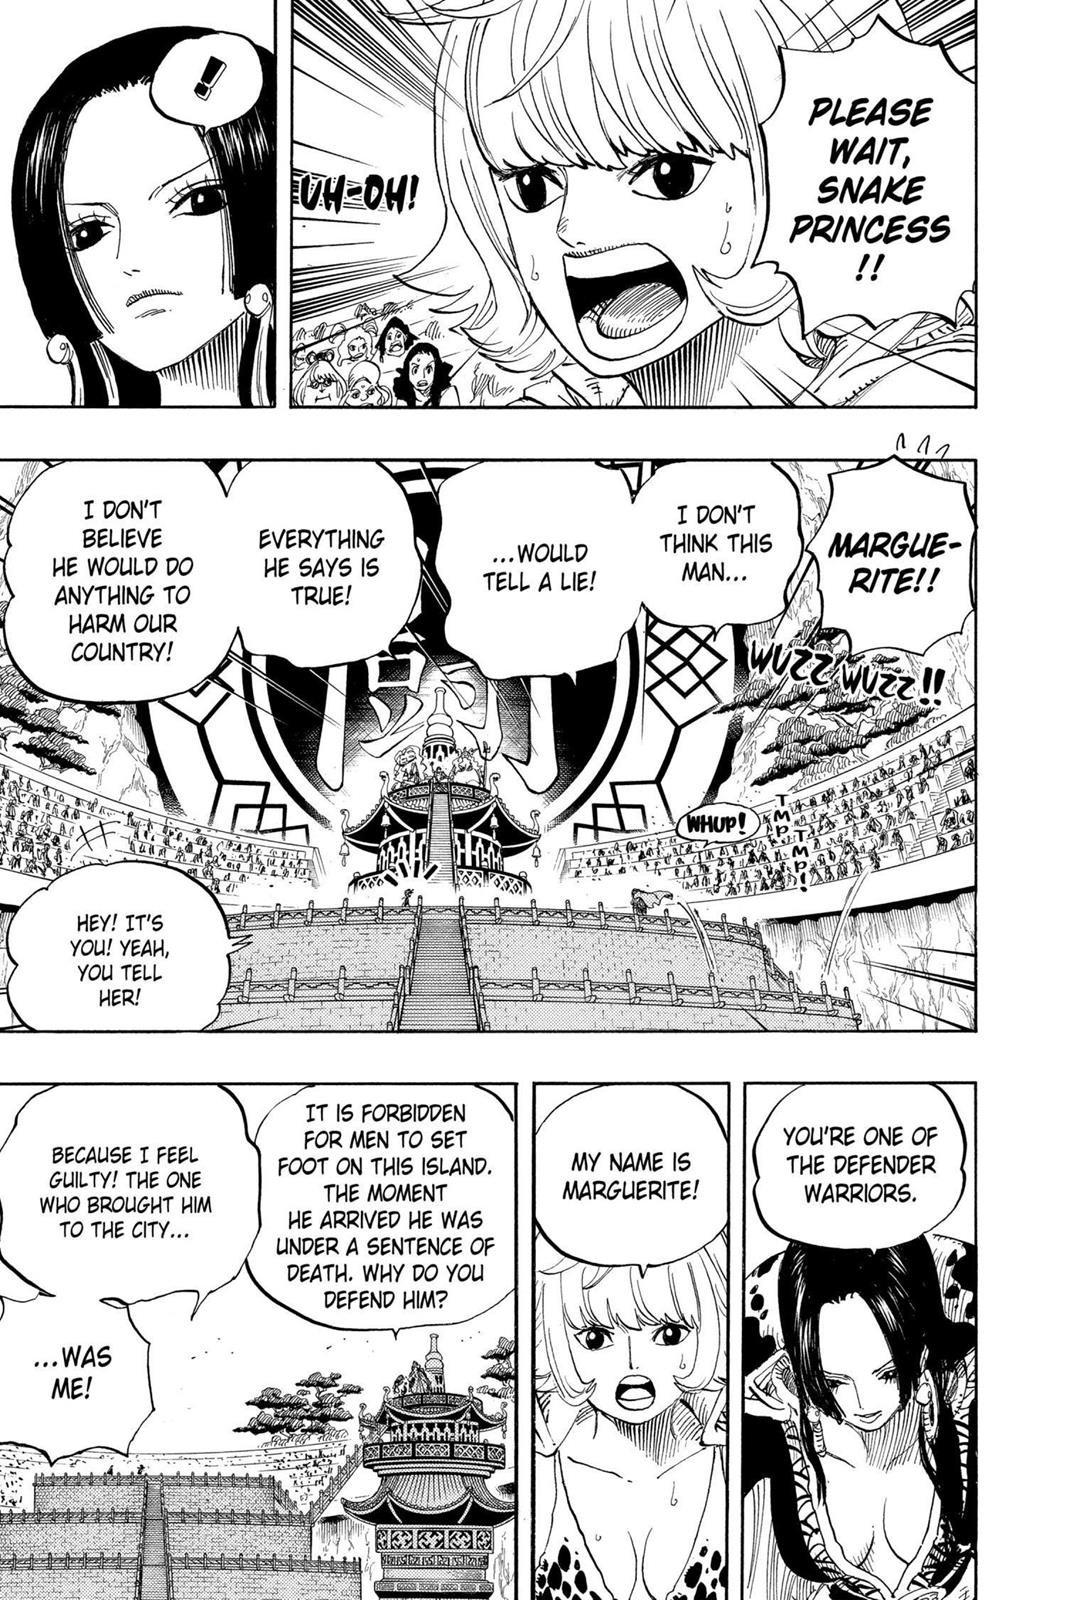 PLEASE
WAIT,
SNAKE
PRINCESS
!!
UH-OH!
!
MARGUE-
RITE!!
I DON'T
THINK THIS
MAN...
...WOULD
TELL A LIE!
EVERYTHING
HE SAYS IS
TRUE!
I DON'T
BELIEVE
HE WOULD DO
ANYTHING TO
HARM OUR
COUNTRY!
WUZZ WUZZ!!
WHUP!
TMP!
TMP!
HEY! IT'S
YOU! YEAH,
YOU TELL
HER!
YOU'RE ONE OF
THE DEFENDER
WARRIORS.
MY NAME IS
MARGUERITE!
IT IS FORBIDDEN
FOR MEN TO SET
FOOT ON THIS ISLAND.
THE MOMENT
HE ARRIVED HE WAS
UNDER A SENTENCE OF
DEATH. WHY DO YOU
DEFEND HIM?
BECAUSE I FEEL
GUILTY! THE ONE
WHO BROUGHT HIM
TO THE CITY...
...WAS
ME!